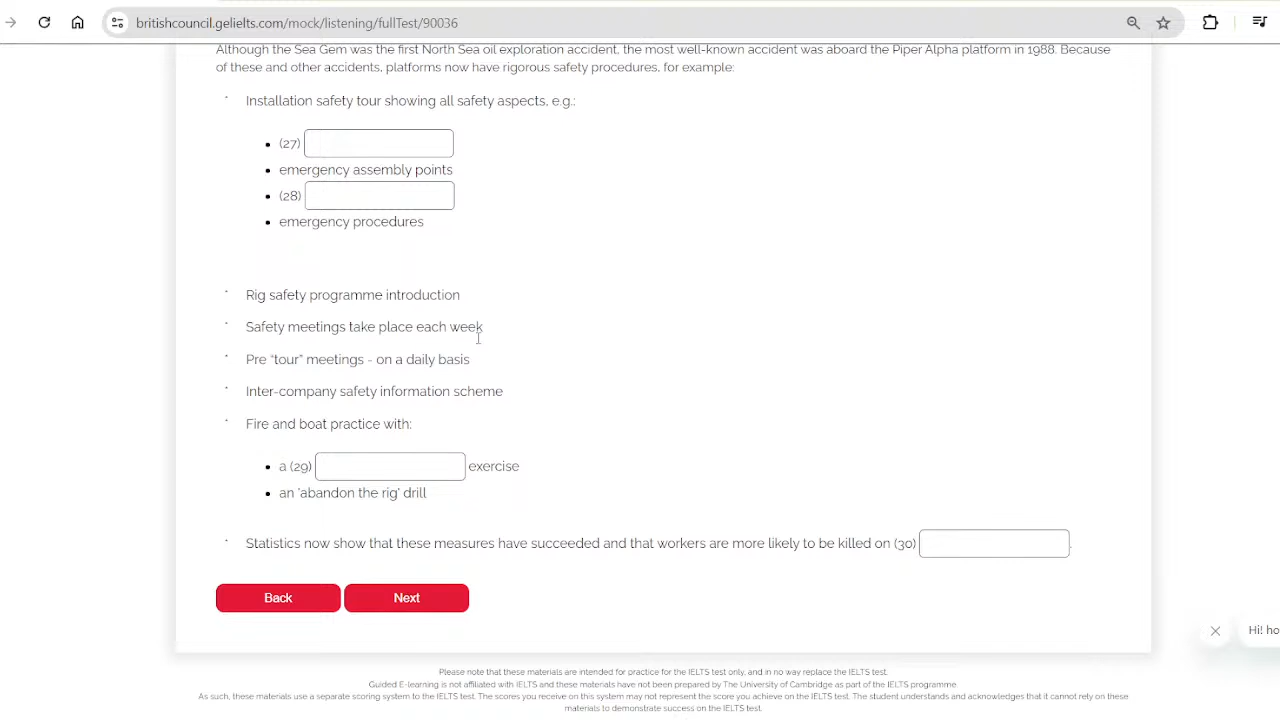 britishcouncil.gelielts.com/mock/listening/fullTest/90036
Although the Sea Gem was the first North Sea oil exploration accident, the most well-known accident was aboard the Piper Alpha platform in 1988. Because
of these and other accidents, platforms now have rigorous safety procedures, for example:
Installation safety tour showing all safety aspects, e.g.:
• (27)
• emergency assembly points
• (28)
• emergency procedures
Rig safety programme introduction
Safety meetings take place each week
Pre "tour" meetings - on a daily basis
Inter-company safety information scheme
Fire and boat practice with:
• a (29) exercise
• an 'abandon the rig' drill
Statistics now show that these measures have succeeded and that workers are more likely to be killed on (30) .
Back Next
Hi! ho
Please note that these materials are intended for practice for the IELTS test only, and in no way replace the IELTS test.
Guided E-learning is not affiliated with IELTS and these materials have not been prepared by The University of Cambridge as part of the IELTS programme.
As such, these materials use a separate scoring system to the IELTS test. The scores you receive on this system may not represent the score you achieve on the IELTS test. The student understands and acknowledges that it cannot rely on these
materials to demonstrate success on the IELTS test.